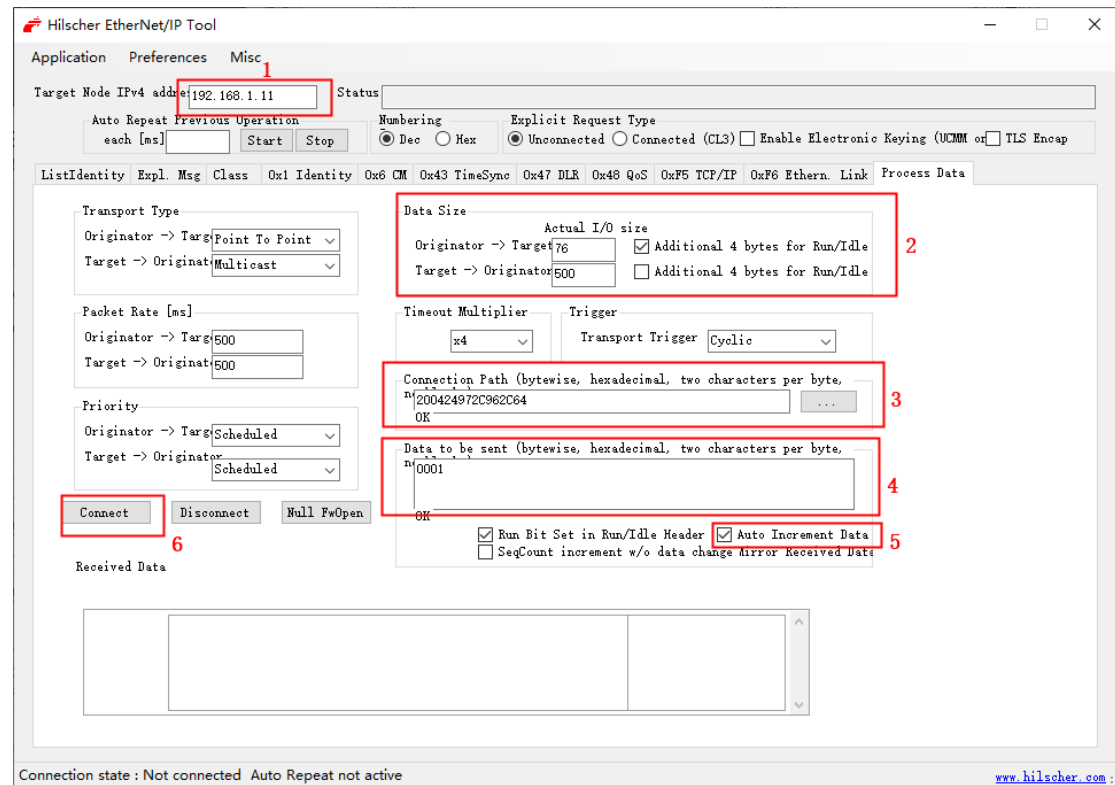 Hilscher EtherNet/IP Tool
Application Preferences Misc
1
Target Node IPv4 addre 192.168.1.11 Status
Auto Repeat Previous Operation Numbering Explicit Request Type
each [ms] Start Stop Dec Hex Unconnected Connected (CL3) Enable Electronic Keying (UCMM or TLS Encap
ListIdentity Expl. Msg Class 0x1 Identity 0x6 CM 0x43 TimeSync 0x47 DLR 0x48 QoS 0xF5 TCP/IP 0xF6 Ethern. Link Process Data
Transport Type
Originator -> Targ Point To Point
Target -> Originat Multicast
Data Size
Actual I/O size
Originator -> Target 76 Additional 4 bytes for Run/Idle
Target -> Originator 500 Additional 4 bytes for Run/Idle
2
Packet Rate [ms]
Originator -> Targ 500
Target -> Originat 500
Timeout Multiplier
x4
Trigger
Transport Trigger Cyclic
Connection Path (bytewise, hexadecimal, two characters per byte,
200424972C962C64 ...
OK
3
Priority
Originator -> Targ Scheduled
Target -> Originator
Scheduled
Data to be sent (bytewise, hexadecimal, two characters per byte,
0001
OK
4
Connect Disconnect Null FwOpen
6
Run Bit Set in Run/Idle Header Auto Increment Data
5
SeqCount increment w/o data change Mirror Received Data
Received Data
Connection state : Not connected Auto Repeat not active
www.hilscher.com